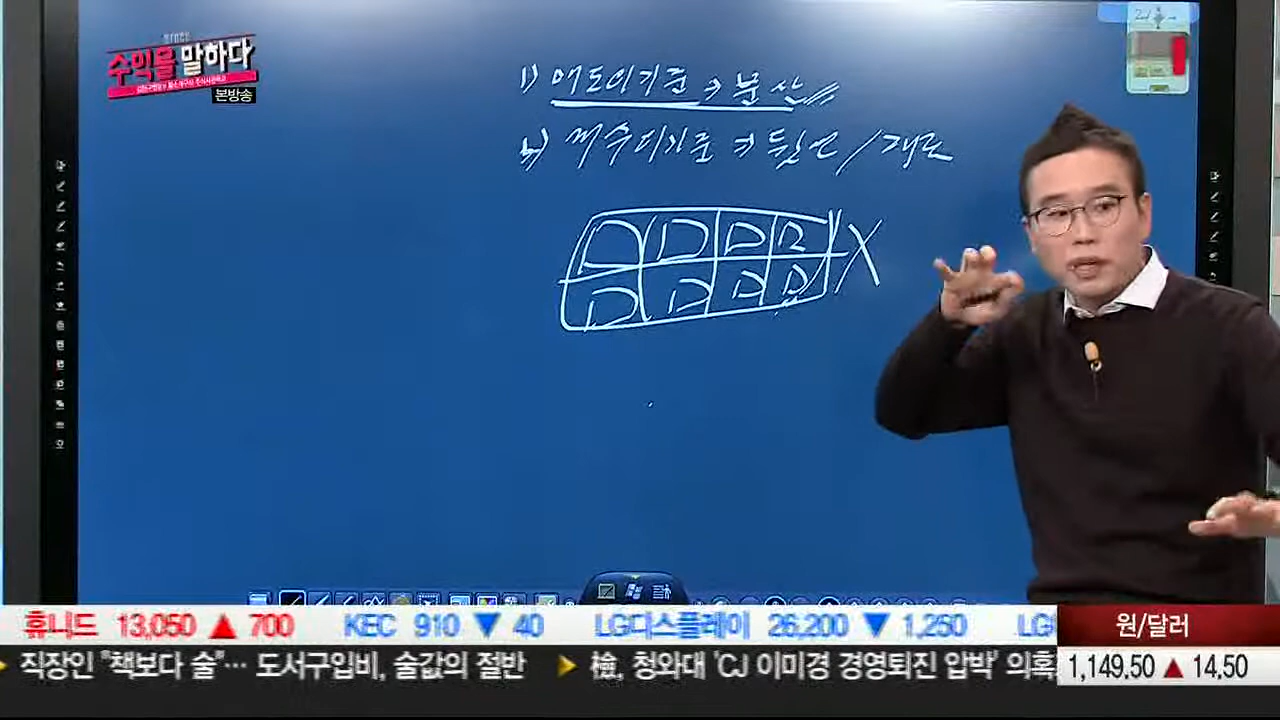 수익을 말하다
본방송
1) 매도의 기준 → 분산
2) 매수의 기준 →
휴니드 13,050 ▲ 700 KEC 910 ▼ 40 LG디스플레이 26,200 ▼ 1,250 LG
원/달러
1,149.50 ▲ 14,50
직장인 "책보다 술"… 도서구입비, 술값의 절반 ▶ 檢, 청와대 'CJ 이미경 경영퇴진 압박' 의혹